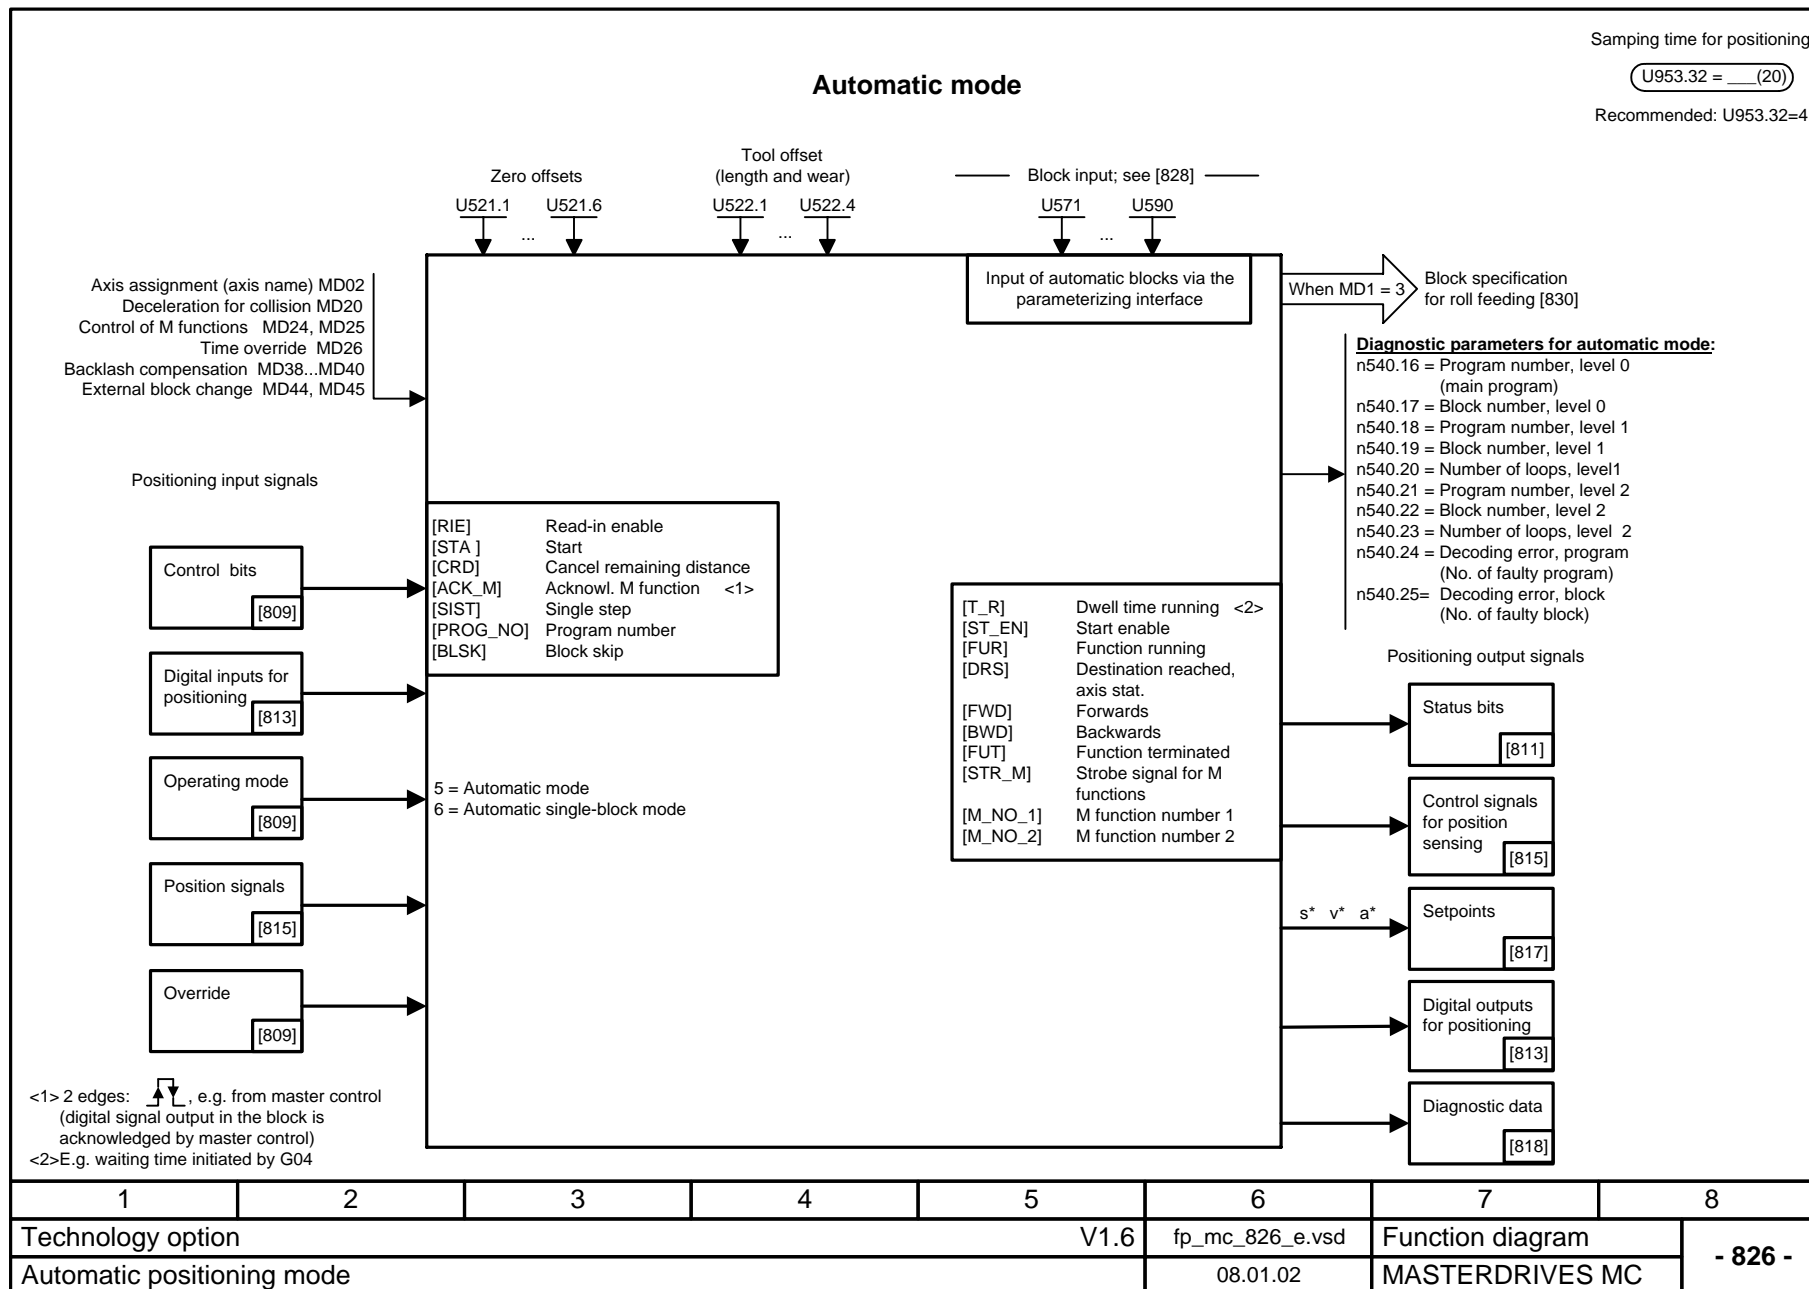 Samping time for positioning
U953.32 = ___(20)
Recommended: U953.32=4
Automatic mode
Zero offsets
U521.1 ... U521.6
Tool offset
(length and wear)
U522.1 ... U522.4
Block input; see [828]
U571 ... U590
Axis assignment (axis name) MD02
Deceleration for collision MD20
Control of M functions MD24, MD25
Time override MD26
Backlash compensation MD38...MD40
External block change MD44, MD45
Input of automatic blocks via the
parameterizing interface
When MD1 = 3
Block specification
for roll feeding [830]
Diagnostic parameters for automatic mode:
n540.16 = Program number, level 0
(main program)
n540.17 = Block number, level 0
n540.18 = Program number, level 1
n540.19 = Block number, level 1
n540.20 = Number of loops, level1
n540.21 = Program number, level 2
n540.22 = Block number, level 2
n540.23 = Number of loops, level 2
n540.24 = Decoding error, program
(No. of faulty program)
n540.25= Decoding error, block
(No. of faulty block)
Positioning input signals
Control bits
[809]
Digital inputs for
positioning
[813]
Operating mode
[809]
Position signals
[815]
Override
[809]
[RIE] Read-in enable
[STA ] Start
[CRD] Cancel remaining distance
[ACK_M] Acknowl. M function <1>
[SIST] Single step
[PROG_NO] Program number
[BLSK] Block skip
5 = Automatic mode
6 = Automatic single-block mode
[T_R] Dwell time running <2>
[ST_EN] Start enable
[FUR] Function running
[DRS] Destination reached,
axis stat.
[FWD] Forwards
[BWD] Backwards
[FUT] Function terminated
[STR_M] Strobe signal for M
functions
[M_NO_1] M function number 1
[M_NO_2] M function number 2
Positioning output signals
Status bits
[811]
Control signals
for position
sensing
[815]
s* v* a*
Setpoints
[817]
Digital outputs
for positioning
[813]
Diagnostic data
[818]
<1> 2 edges: , e.g. from master control
(digital signal output in the block is
acknowledged by master control)
<2>E.g. waiting time initiated by G04
1 2 3 4 5 6 7 8
Technology option V1.6 fp_mc_826_e.vsd Function diagram
Automatic positioning mode 08.01.02 MASTERDRIVES MC
- 826 -